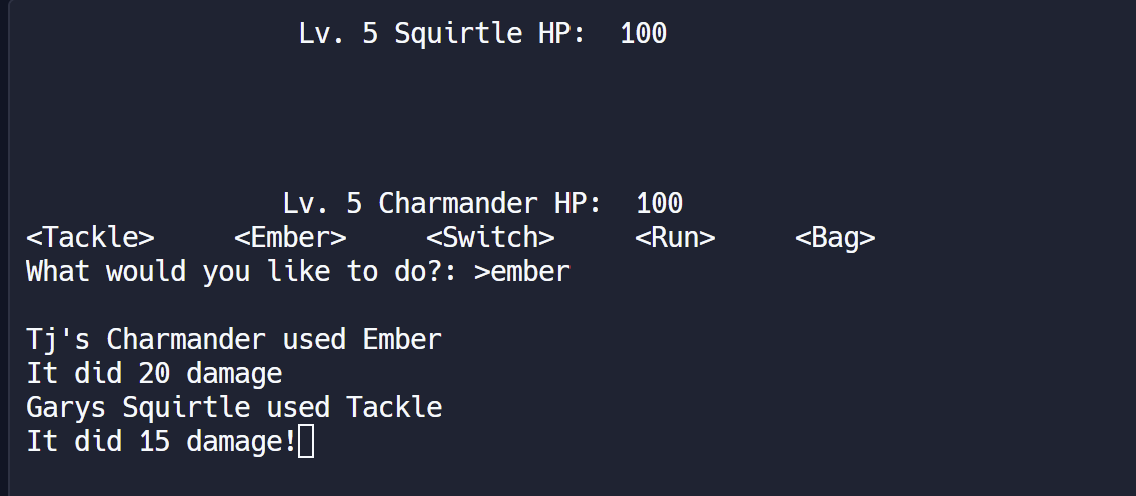 Lv. 5 Squirtle HP: 100
Lv. 5 Charmander HP: 100
<Tackle> <Ember> <Switch> <Run> <Bag>
What would you like to do?: >ember
Tj's Charmander used Ember
It did 20 damage
Garys Squirtle used Tackle
It did 15 damage!